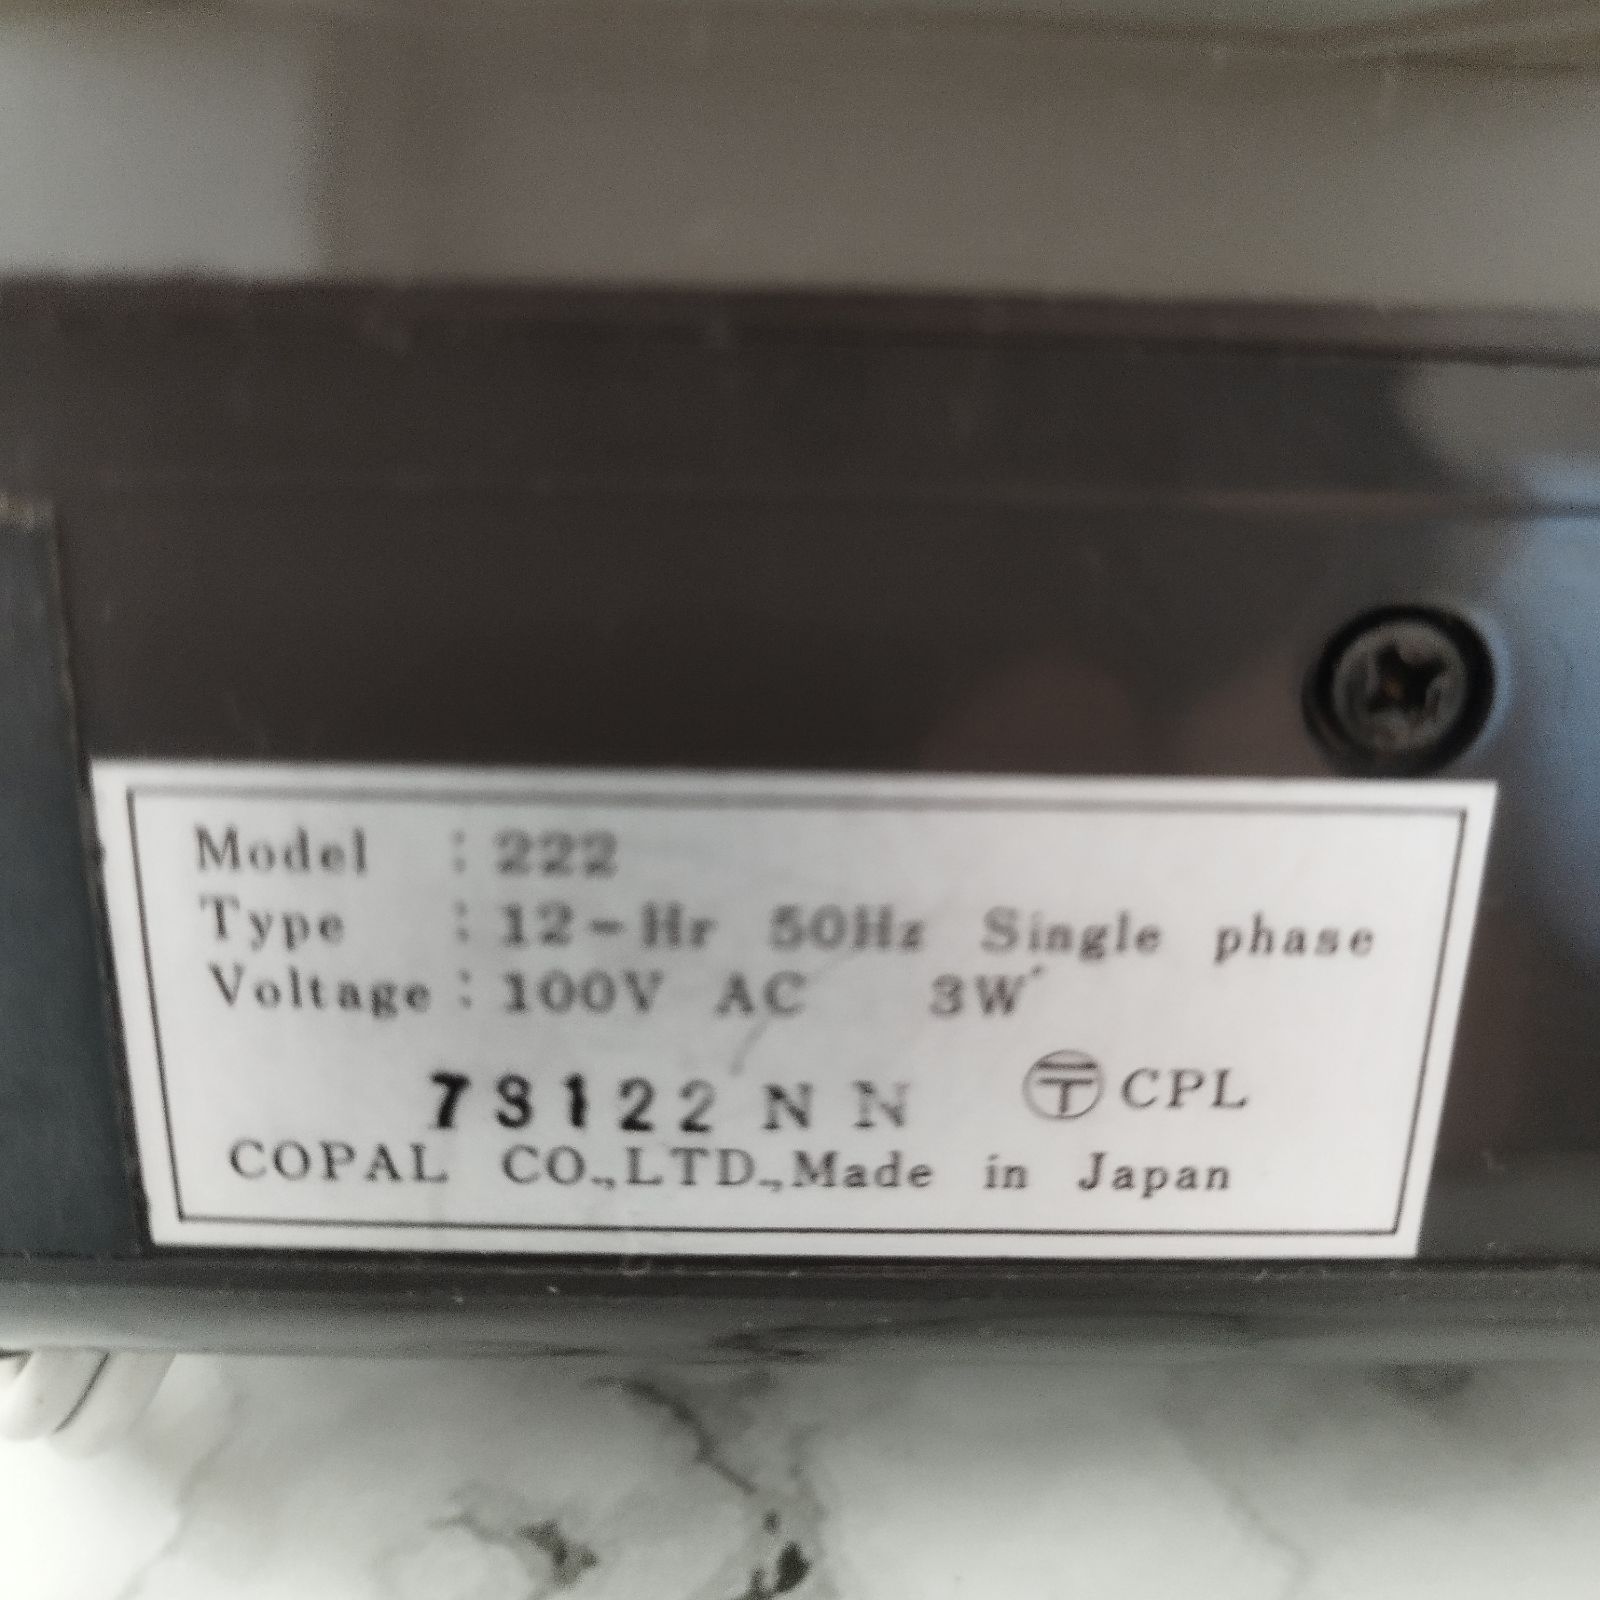 Model : 222
Type : 12-Hr 50Hz Single phase
Voltage : 100V AC 3W
78122 N N 〒 CPL
COPAL CO.,LTD., Made in Japan